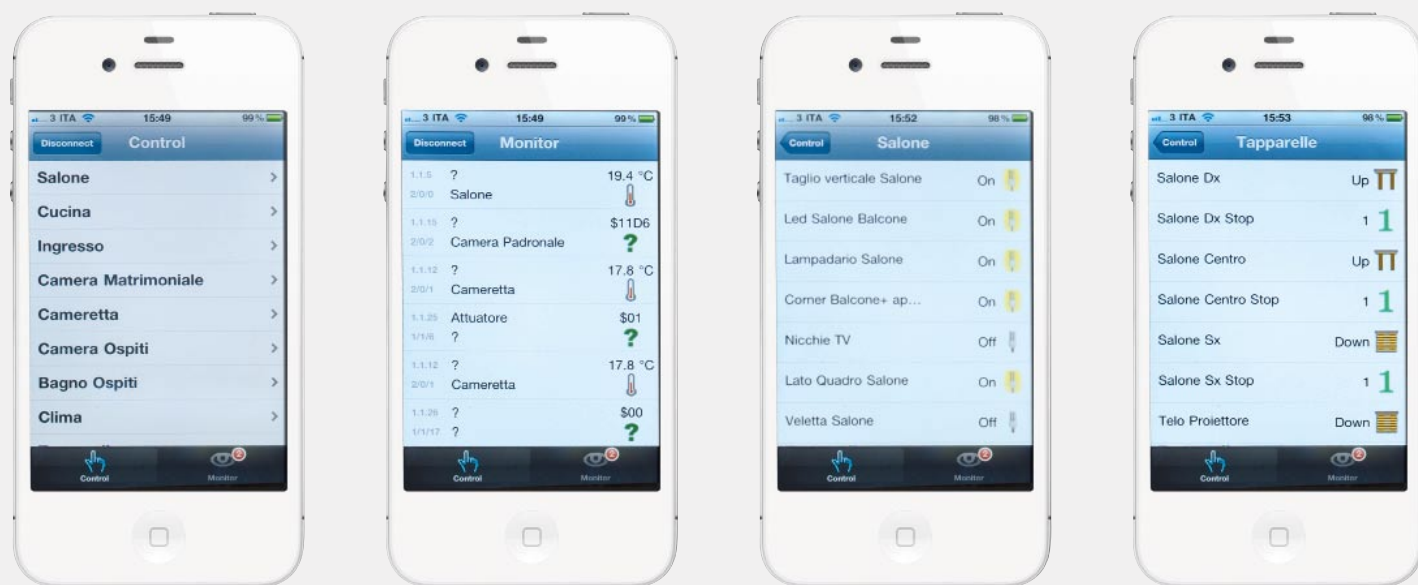 3 ITA 15:49 99%
Disconnect Control
Salone
Cucina
Ingresso
Camera Matrimoniale
Cameretta
Camera Ospiti
Bagno Ospiti
Clima
Control Monitor 2
3 ITA 15:49 99%
Disconnect Monitor
1.1.5 ? 19.4 °C
2/0/0 Salone
1.1.15 ? $11D6
2/0/2 Camera Padronale ?
1.1.12 ? 17.8 °C
2/0/1 Cameretta
1.1.25 Attuatore $01
1/1/6 ? ?
1.1.12 ? 17.8 °C
2/0/1 Cameretta
1.1.26 ? $00
1/1/17 ? ?
Control Monitor 2
3 ITA 15:52 98%
Control Salone
Taglio verticale Salone On
Led Salone Balcone On
Lampadario Salone On
Corner Balcone+ ap... On
Nicchie TV Off
Lato Quadro Salone On
Veletta Salone Off
Control Monitor 2
3 ITA 15:53 98%
Control Tapparelle
Salone Dx Up
Salone Dx Stop 1 1
Salone Centro Up
Salone Centro Stop 1 1
Salone Sx Down
Salone Sx Stop 1 1
Telo Proiettore Down
Control Monitor 2